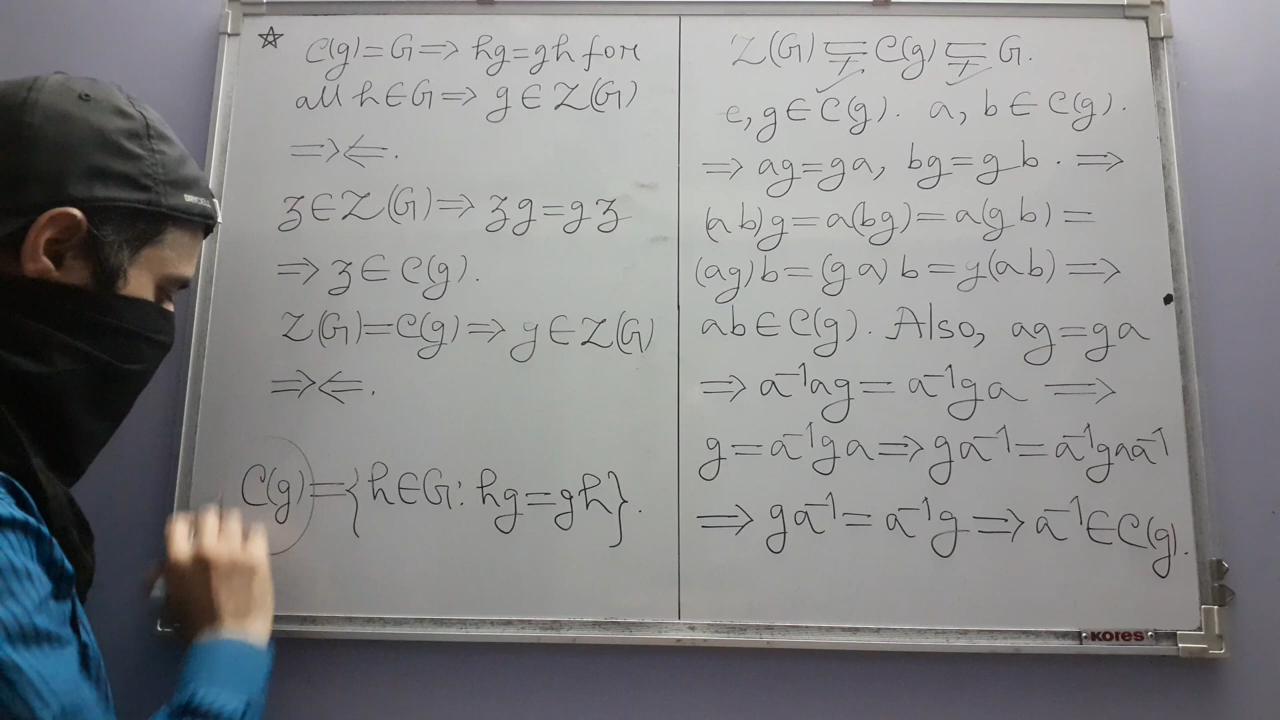 ☆ C(g)=G⇒ hg=gh for
all h∈G⇒ g∈Z(G)
⇒⇐.
z∈Z(G)⇒ zg=gz
⇒ z∈C(g).
Z(G)=C(g)⇒ g∈Z(G)
⇒⇐.
C(g)={h∈G: hg=gh}.
Z(G)⊊C(g)⊊G.
e,g∈C(g). a, b∈C(g).
⇒ ag=ga, bg=gb. ⇒
(ab)g=a(bg)=a(gb)=
(ag)b=(ga)b=g(ab)⇒
ab∈C(g). Also, ag=ga
⇒ a⁻¹ag=a⁻¹ga ⇒
g=a⁻¹ga⇒ga⁻¹=a⁻¹gaa⁻¹
⇒ ga⁻¹=a⁻¹g⇒a⁻¹∈C(g).
KORES